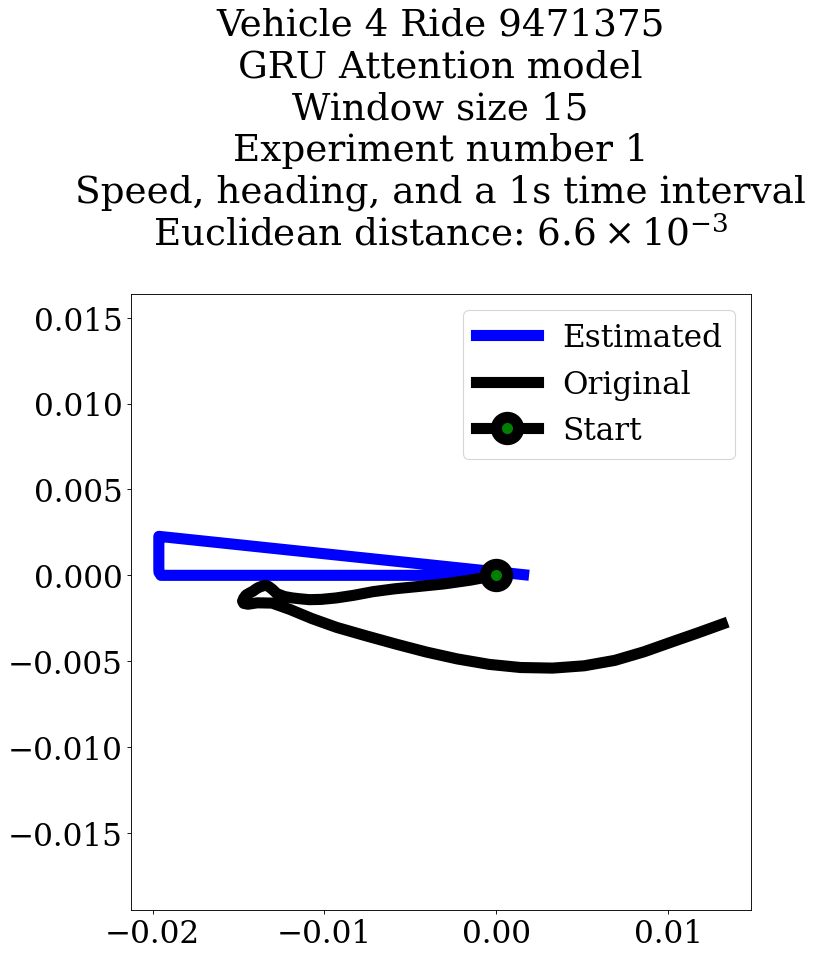 Vehicle 4 Ride 9471375
GRU Attention model
Window size 15
Experiment number 1
Speed, heading, and a 1s time interval
Euclidean distance: 6.6 × 10⁻³
Estimated
Original
Start
0.015
0.010
0.005
0.000
−0.005
−0.010
−0.015
−0.02 −0.01 0.00 0.01